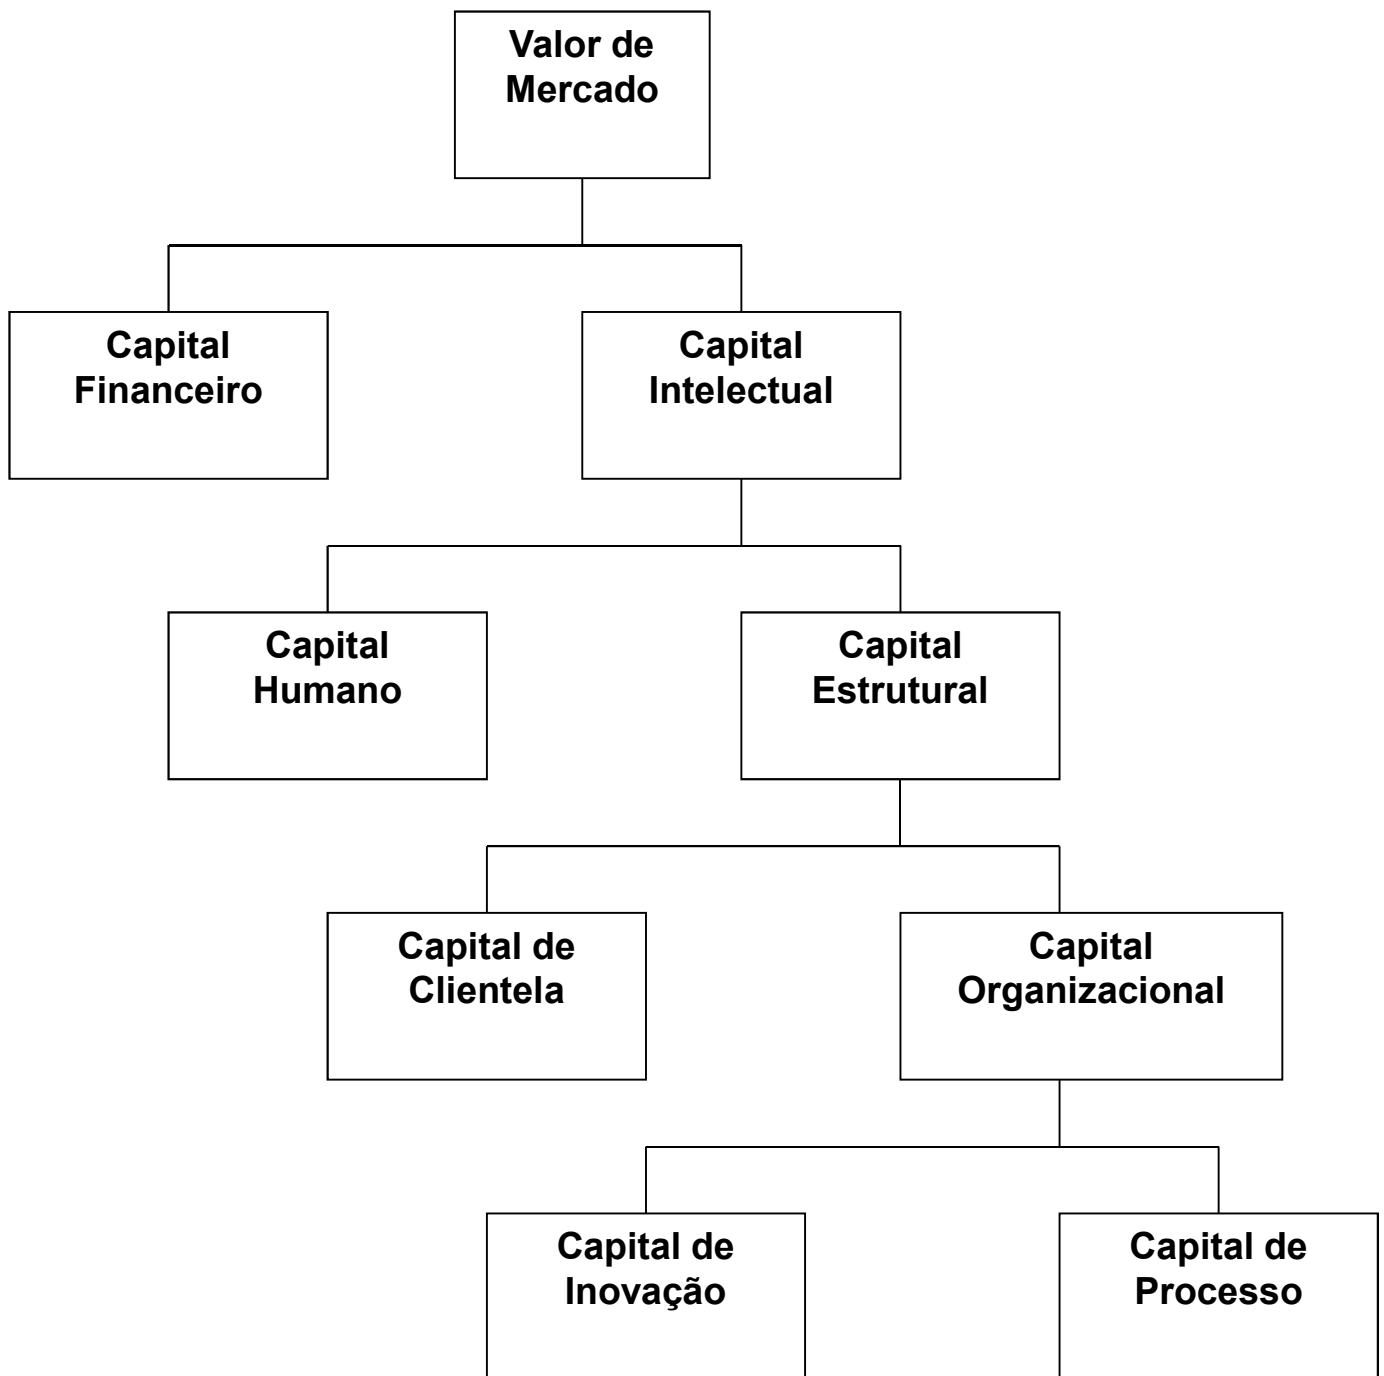 Valor de
Mercado
Capital
Financeiro
Capital
Intelectual
Capital
Humano
Capital
Estrutural
Capital de
Clientela
Capital
Organizacional
Capital de
Inovação
Capital de
Processo